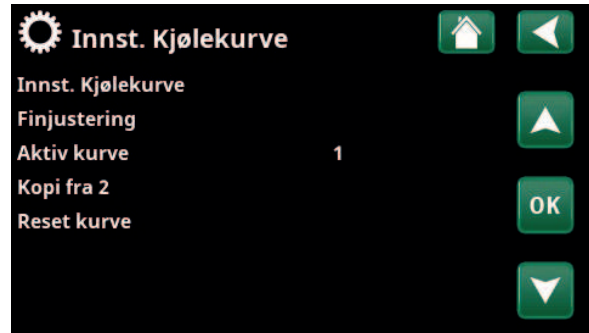 Innst. Kjølekurve
Innst. Kjølekurve
Finjustering
Aktiv kurve 1
Kopi fra 2
OK
Reset kurve